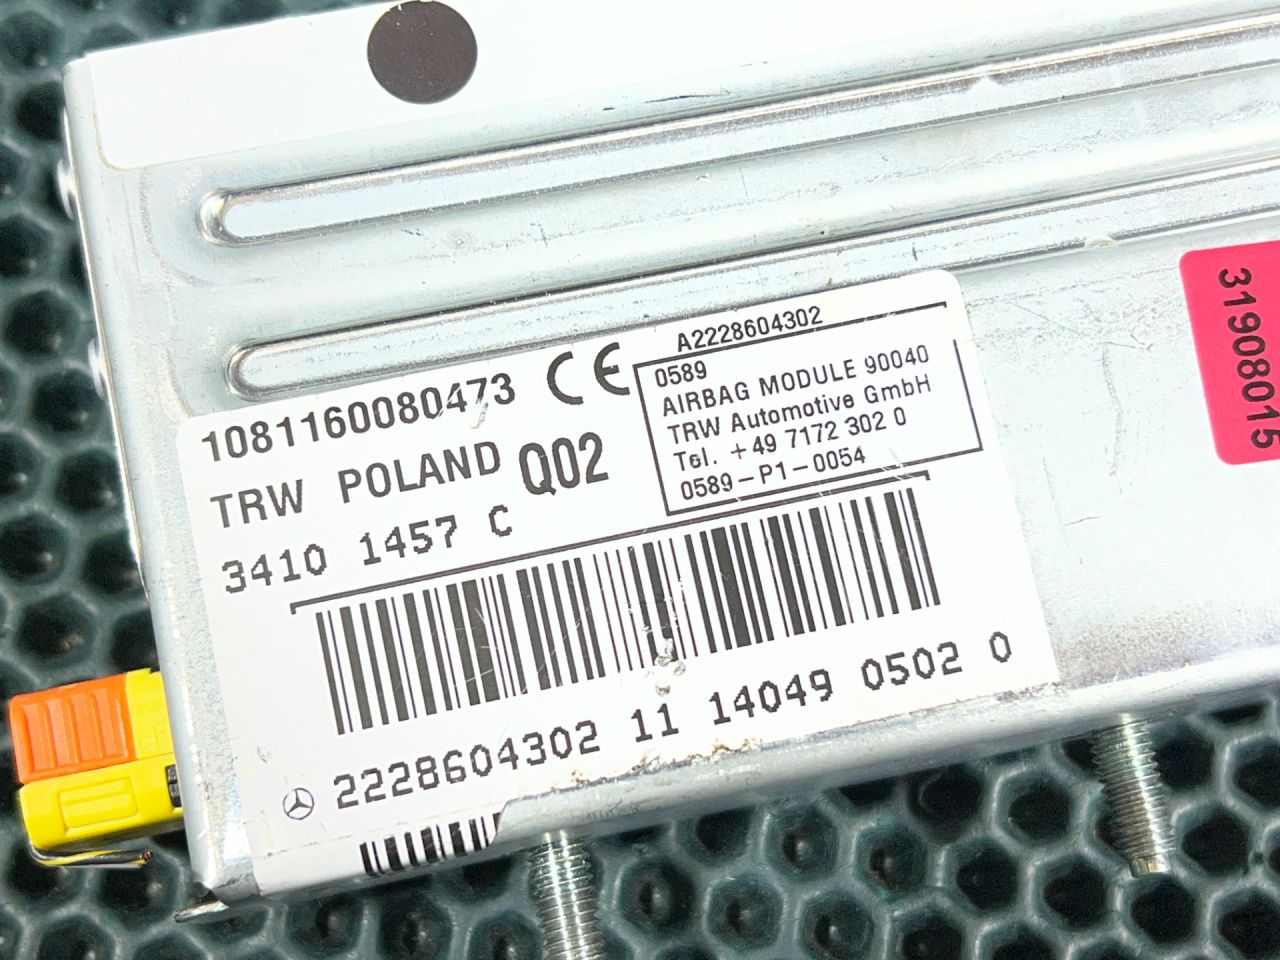 A2228604302
1081160080473 CE
0589
AIRBAG MODULE 90040
TRW Automotive GmbH
Tel. +49 7172 302 0
0589-P1-0054
TRW POLAND Q02
3410 1457 C
2228604302 11 14049 0502 0
31908015